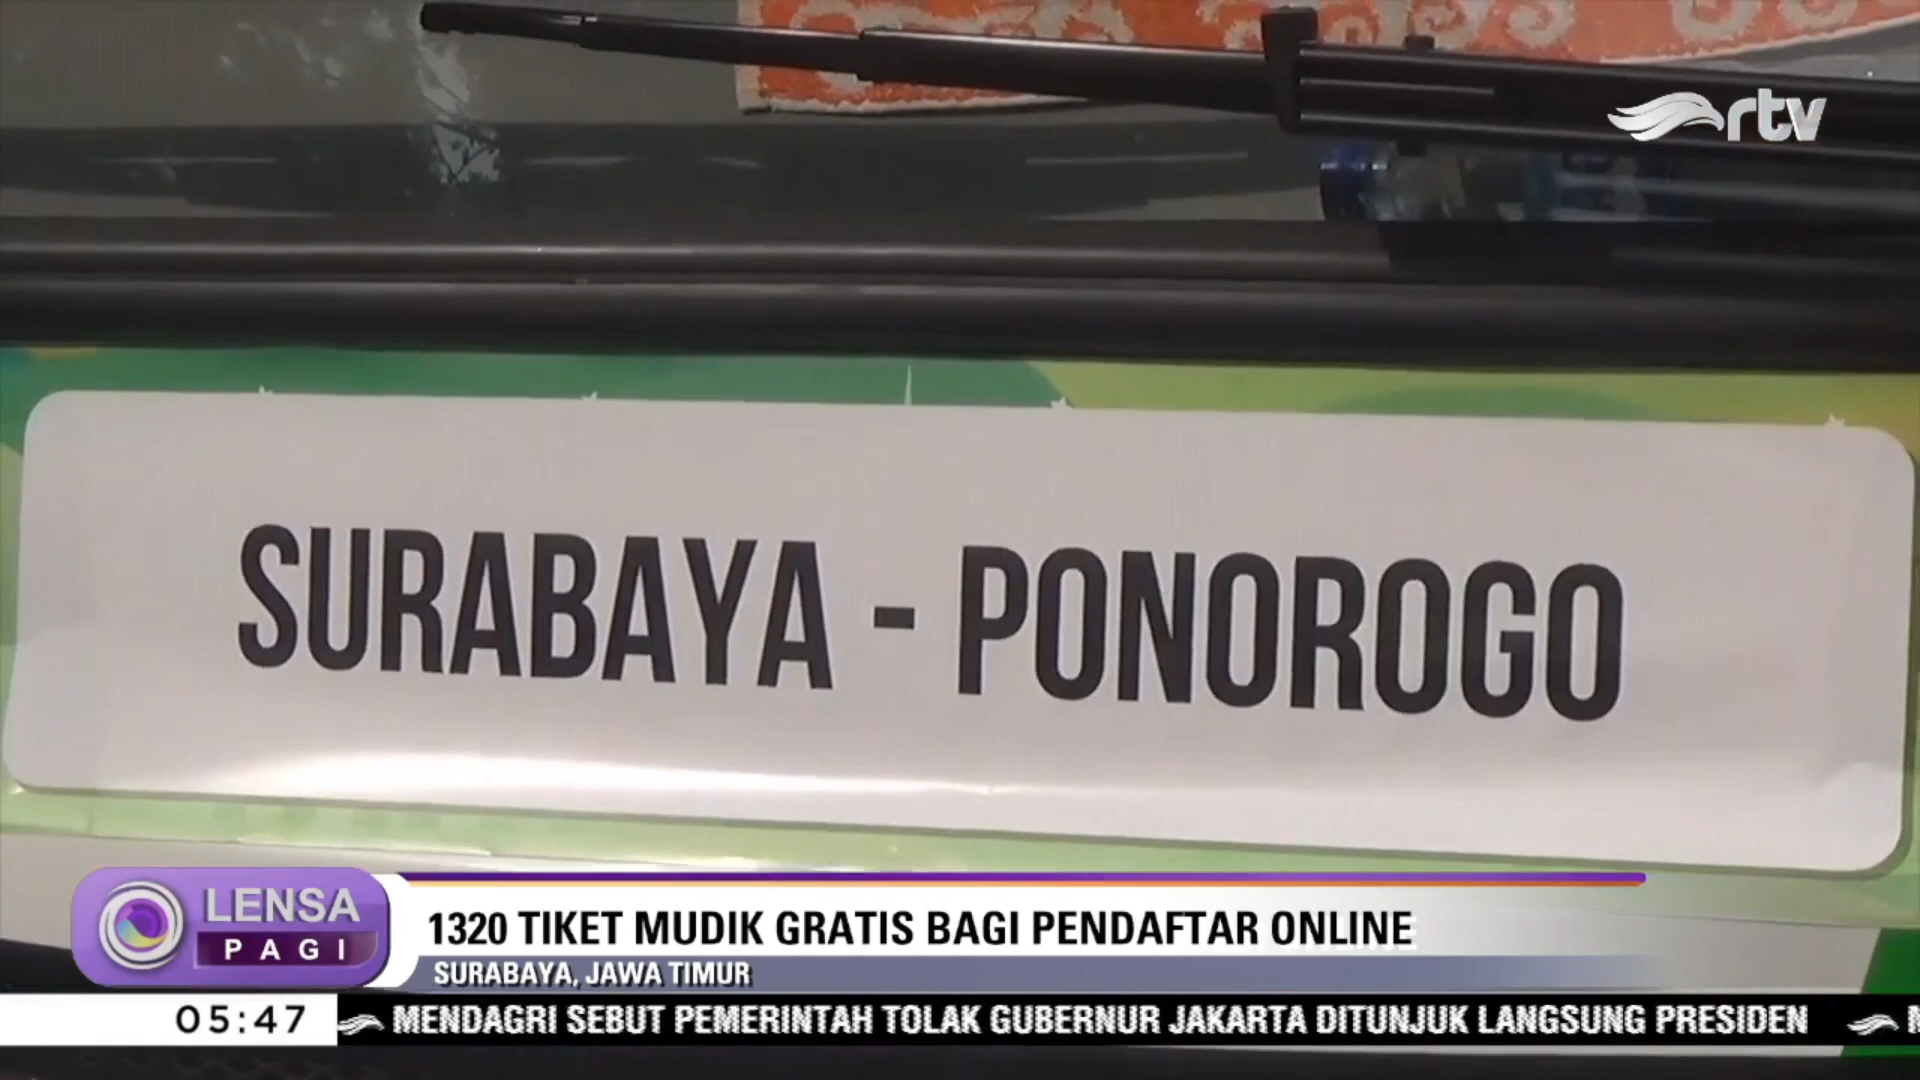 rtv
SURABAYA - PONOROGO
LENSA
PAGI
1320 TIKET MUDIK GRATIS BAGI PENDAFTAR ONLINE
SURABAYA, JAWA TIMUR
05:47
MENDAGRI SEBUT PEMERINTAH TOLAK GUBERNUR JAKARTA DITUNJUK LANGSUNG PRESIDEN